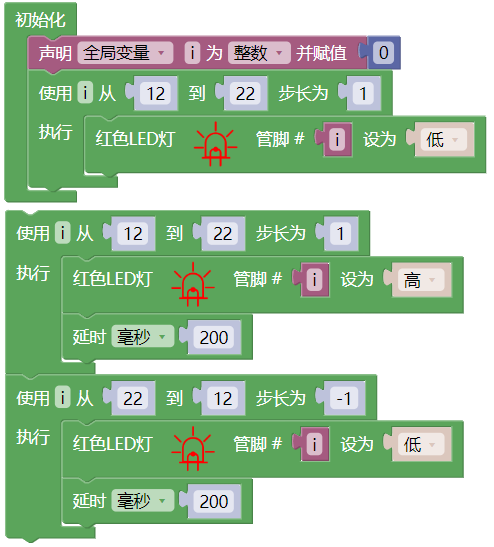 初始化
声明 全局变量 i 为 整数 并赋值 0
使用 i 从 12 到 22 步长为 1
执行 红色LED灯 管脚 # i 设为 低
使用 i 从 12 到 22 步长为 1
执行 红色LED灯 管脚 # i 设为 高
延时 毫秒 200
使用 i 从 22 到 12 步长为 -1
执行 红色LED灯 管脚 # i 设为 低
延时 毫秒 200